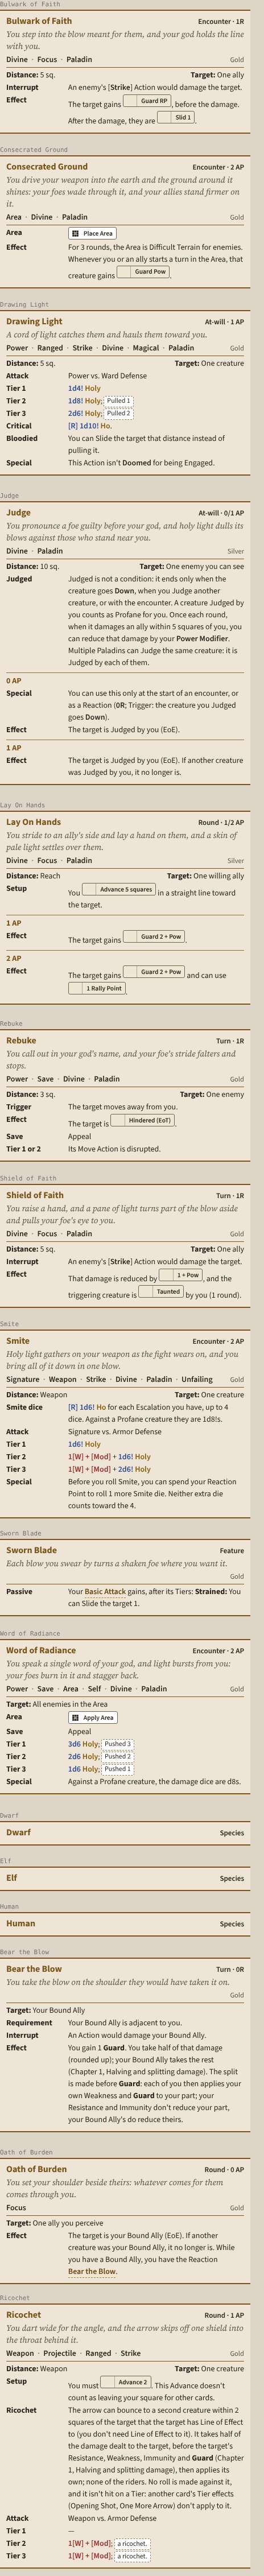 Bulwark of Faith
Bulwark of Faith Encounter · 1R
You step into the blow meant for them, and your god holds the line
with you.
Divine · Focus · Paladin Gold
Distance: 5 sq. Target: One ally
Interrupt An enemy's [Strike] Action would damage the target.
Effect The target gains Guard RP, before the damage.
After the damage, they are Slid 1.
Consecrated Ground
Consecrated Ground Encounter · 2 AP
You drive your weapon into the earth and the ground around it
shines: your foes wade through it, and your allies stand firmer on
it.
Area · Divine · Paladin Gold
Area Place Area
Effect For 3 rounds, the Area is Difficult Terrain for enemies.
Whenever you or an ally starts a turn in the Area, that
creature gains Guard Pow.
Drawing Light
Drawing Light At-will · 1 AP
A cord of light catches them and hauls them toward you.
Power · Ranged · Strike · Divine · Magical · Paladin Gold
Distance: 5 sq. Target: One creature
Attack Power vs. Ward Defense
Tier 1 1d4! Holy
Tier 2 1d8! Holy; Pulled 1
Tier 3 2d6! Holy; Pulled 2
Critical [R] 1d10! Ho.
Bloodied You can Slide the target that distance instead of
pulling it.
Special This Action isn't Doomed for being Engaged.
Judge
Judge At-will · 0/1 AP
You pronounce a foe guilty before your god, and holy light dulls its
blows against those who stand near you.
Divine · Paladin Silver
Distance: 10 sq. Target: One enemy you can see
Judged Judged is not a condition: it ends only when the
creature goes Down, when you Judge another
creature, or with the encounter. A creature Judged by
you counts as Profane for you. Once each round,
when it damages an ally within 5 squares of you, you
can reduce that damage by your Power Modifier.
Multiple Paladins can Judge the same creature: it is
Judged by each of them.
0 AP
Special You can use this only at the start of an encounter, or
as a Reaction (0R; Trigger: the creature you Judged
goes Down).
Effect The target is Judged by you (EoE).
1 AP
Effect The target is Judged by you (EoE). If another creature
was Judged by you, it no longer is.
Lay On Hands
Lay On Hands Round · 1/2 AP
You stride to an ally's side and lay a hand on them, and a skin of
pale light settles over them.
Divine · Focus · Paladin Silver
Distance: Reach Target: One willing ally
Setup You Advance 5 squares in a straight line toward
the target.
1 AP
Effect The target gains Guard 2 + Pow.
2 AP
Effect The target gains Guard 2 + Pow and can use
1 Rally Point.
Rebuke
Rebuke Turn · 1R
You call out in your god's name, and your foe's stride falters and
stops.
Power · Save · Divine · Paladin Gold
Distance: 3 sq. Target: One enemy
Trigger The target moves away from you.
Effect The target is Hindered (EoT).
Save Appeal
Tier 1 or 2 Its Move Action is disrupted.
Shield of Faith
Shield of Faith Turn · 1R
You raise a hand, and a pane of light turns part of the blow aside
and pulls your foe's eye to you.
Divine · Focus · Paladin Gold
Distance: 5 sq. Target: One ally
Interrupt An enemy's [Strike] Action would damage the target.
Effect That damage is reduced by 1 + Pow, and the
triggering creature is Taunted by you (1 round).
Smite
Smite Encounter · 2 AP
Holy light gathers on your weapon as the fight wears on, and you
bring all of it down in one blow.
Signature · Weapon · Strike · Divine · Paladin · Unfailing Gold
Distance: Weapon Target: One creature
Smite dice [R] 1d6! Ho for each Escalation you have, up to 4
dice. Against a Profane creature they are 1d8!s.
Attack Signature vs. Armor Defense
Tier 1 1d6! Holy
Tier 2 1[W] + [Mod] + 1d6! Holy
Tier 3 1[W] + [Mod] + 2d6! Holy
Special Before you roll Smite, you can spend your Reaction
Point to roll 1 more Smite die. Neither extra die
counts toward the 4.
Sworn Blade
Sworn Blade Feature
Each blow you swear by turns a shaken foe where you want it.
Gold
Passive Your Basic Attack gains, after its Tiers: Strained: You
can Slide the target 1.
Word of Radiance
Word of Radiance Encounter · 2 AP
You speak a single word of your god, and light bursts from you:
your foes burn in it and stagger back.
Power · Save · Area · Self · Divine · Paladin Gold
Target: All enemies in the Area
Area Apply Area
Save Appeal
Tier 1 3d6 Holy; Pushed 3
Tier 2 2d6 Holy; Pushed 2
Tier 3 1d6 Holy; Pushed 1
Special Against a Profane creature, the damage dice are d8s.
Dwarf
Dwarf Species
Elf
Elf Species
Human
Human Species
Bear the Blow
Bear the Blow Turn · 0R
You take the blow on the shoulder they would have taken it on.
Gold
Target: Your Bound Ally
Requirement Your Bound Ally is adjacent to you.
Interrupt An Action would damage your Bound Ally.
Effect You gain 1 Guard. You take half of that damage
(rounded up); your Bound Ally takes the rest
(Chapter 1, Halving and splitting damage). The split
is made before Guard: each of you then applies your
own Weakness and Guard to your part; your
Resistance and Immunity don't reduce your part,
your Bound Ally's do reduce theirs.
Oath of Burden
Oath of Burden Round · 0 AP
You set your shoulder beside theirs: whatever comes for them
comes through you.
Focus Gold
Target: One ally you perceive
Effect The target is your Bound Ally (EoE). If another
creature was your Bound Ally, it no longer is. While
you have a Bound Ally, you have the Reaction
Bear the Blow.
Ricochet
Ricochet Round · 1 AP
You dart wide for the angle, and the arrow skips off one shield into
the throat behind it.
Weapon · Projectile · Ranged · Strike Gold
Distance: Weapon Target: One creature
Setup You must Advance 2. This Advance doesn't
count as leaving your square for other cards.
Ricochet The arrow can bounce to a second creature within 2
squares of the target that the target has Line of Effect
to (you don't need Line of Effect to it). It takes half of
the damage dealt to the target, before the target's
Resistance, Weakness, Immunity and Guard (Chapter
1, Halving and splitting damage), then applies its
own; none of the riders. No roll is made against it,
and it isn't hit on a Tier: another card's Tier effects
(Opening Shot, One More Arrow) don't apply to it.
Attack Weapon vs. Armor Defense
Tier 1 —
Tier 2 1[W] + [Mod]; a ricochet.
Tier 3 1[W] + [Mod]; a ricochet.